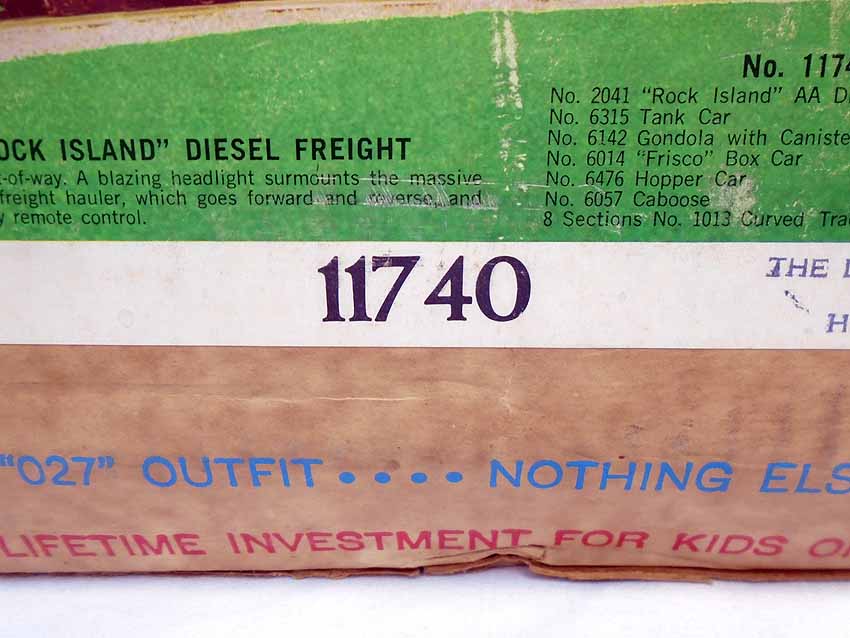 OCK ISLAND” DIESEL FREIGHT
-of-way. A blazing headlight surmounts the massive
freight hauler, which goes forward and reverse, and
y remote control.
No. 1174
No. 2041 “Rock Island” AA D
No. 6315 Tank Car
No. 6142 Gondola with Caniste
No. 6014 “Frisco” Box Car
No. 6476 Hopper Car
No. 6057 Caboose
8 Sections No. 1013 Curved Tra
11740
THE L
H
“027” OUTFIT • • • • NOTHING ELS
LIFETIME INVESTMENT FOR KIDS O